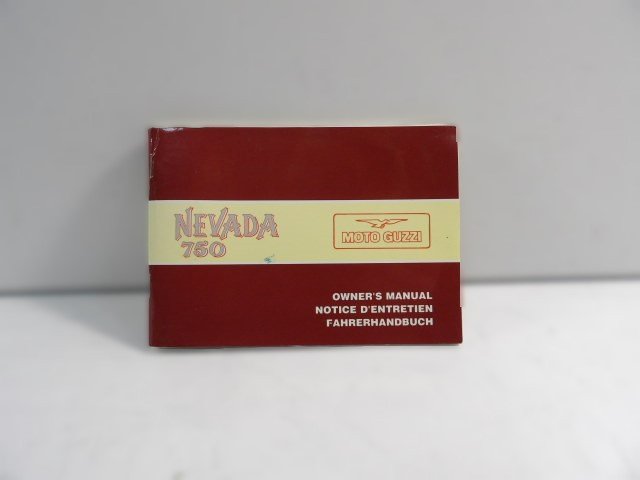 NEVADA
750
MOTO GUZZI
OWNER'S MANUAL
NOTICE D'ENTRETIEN
FAHRERHANDBUCH